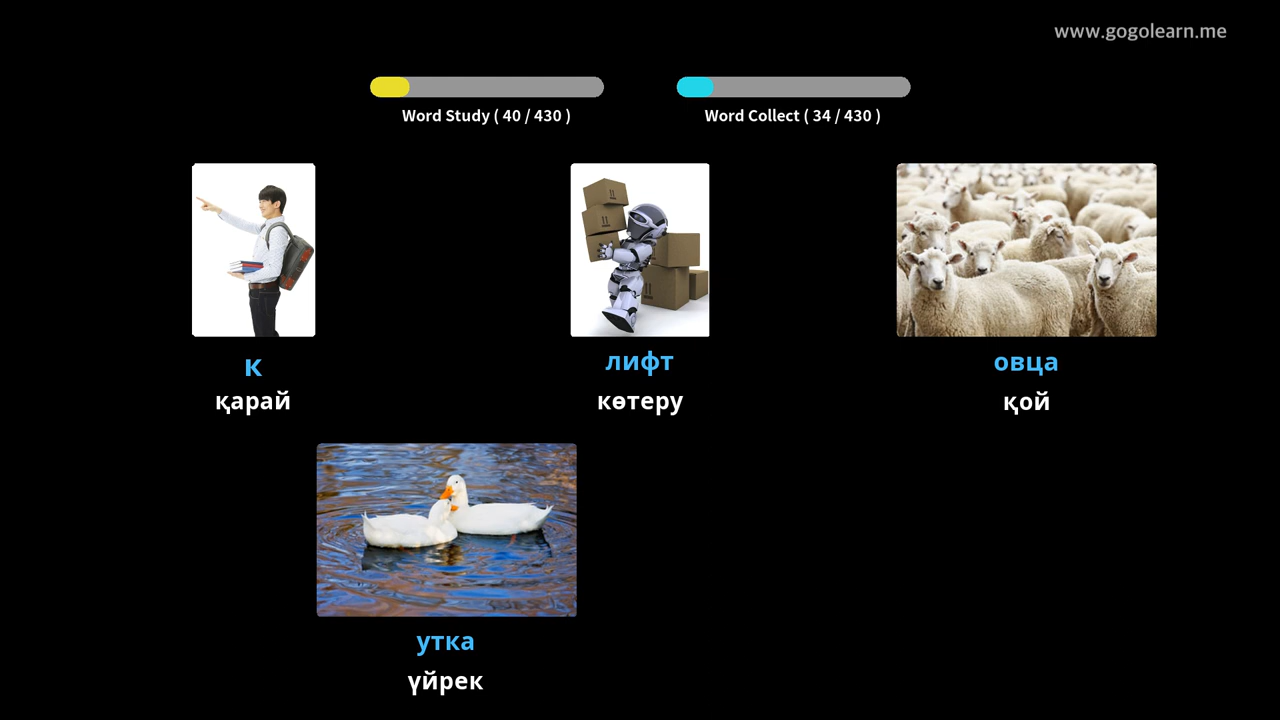 www.gogolearn.me
Word Study ( 40 / 430 )
Word Collect ( 34 / 430 )
к
қарай
лифт
көтеру
овца
қой
утка
үйрек